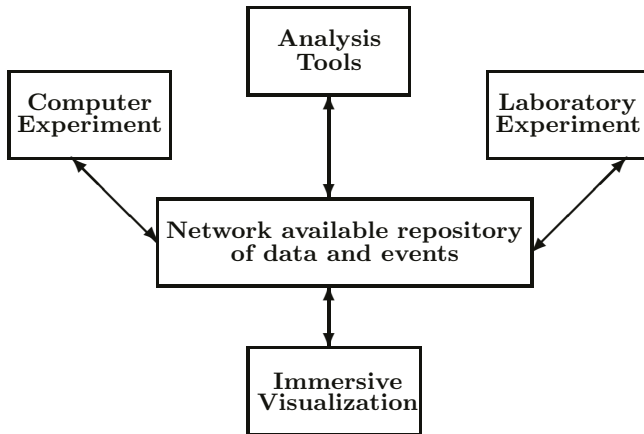 Analysis
Tools
Computer
Experiment
Laboratory
Experiment
Network available repository
of data and events
Immersive
Visualization